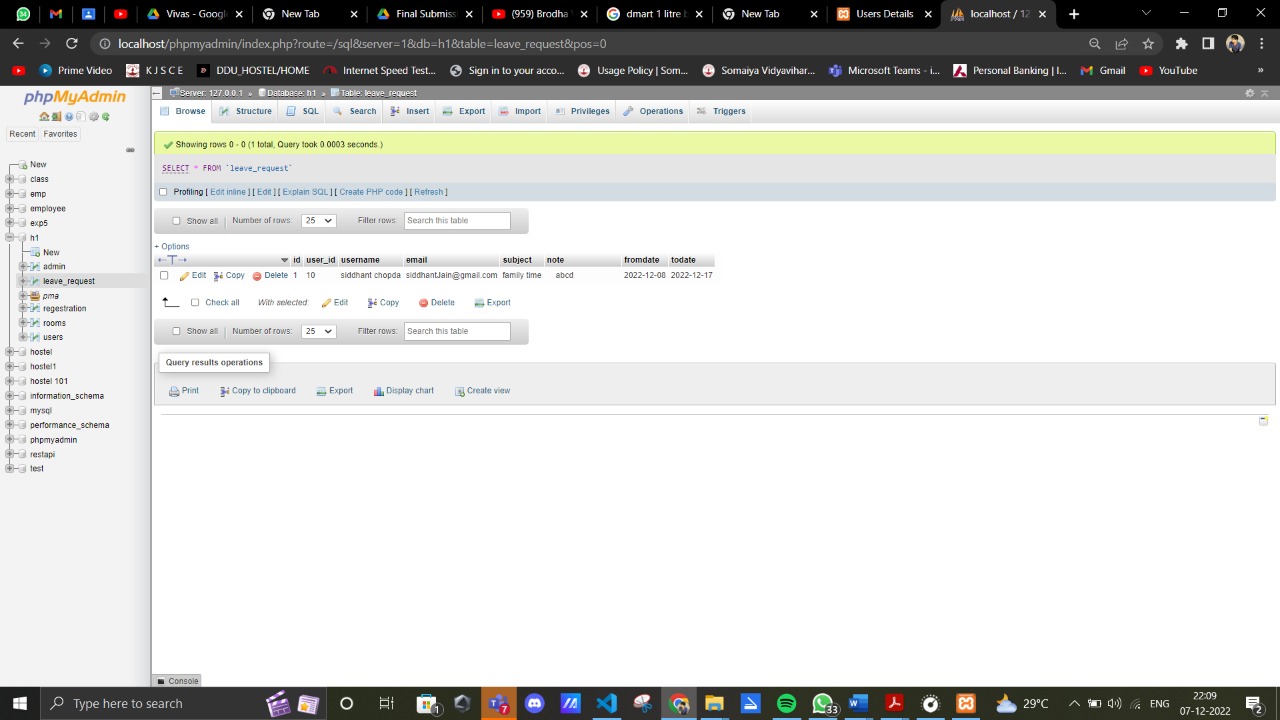 Vivas - Google
New Tab
Final Submiss
(959) Brodha V
dmart 1 litre b
New Tab
Users Details
localhost / 12
localhost/phpmyadmin/index.php?route=/sql&server=1&db=h1&table=leave_request&pos=0
Prime Video
K J S C E
DDU_HOSTEL/HOME
Internet Speed Test...
Sign in to your acco...
Usage Policy | Som...
Somaiya Vidyavihar...
Microsoft Teams - i...
Personal Banking | I...
Gmail
YouTube
»
phpMyAdmin
Recent
Favorites
New
class
emp
employee
exp5
h1
New
admin
leave_request
pma
regestration
rooms
users
hostel
hostel1
hostel 101
information_schema
mysql
performance_schema
phpmyadmin
restapi
test
Server: 127.0.0.1 » Database: h1 » Table: leave_request
Browse
Structure
SQL
Search
Insert
Export
Import
Privileges
Operations
Triggers
Showing rows 0 - 0 (1 total, Query took 0.0003 seconds.)
SELECT * FROM `leave_request`
Profiling [ Edit inline ] [ Edit ] [ Explain SQL ] [ Create PHP code ] [ Refresh ]
Show all | Number of rows: 25 Filter rows: Search this table
+ Options
←T→ id user_id username email subject note fromdate todate
Edit Copy Delete 1 10 siddhant chopda siddhantJain@gmail.com family time abcd 2022-12-08 2022-12-17
Check all With selected: Edit Copy Delete Export
Show all | Number of rows: 25 Filter rows: Search this table
Query results operations
Print Copy to clipboard Export Display chart Create view
Console
Type here to search
1
7
33
29°C
ENG
22:09
07-12-2022
2